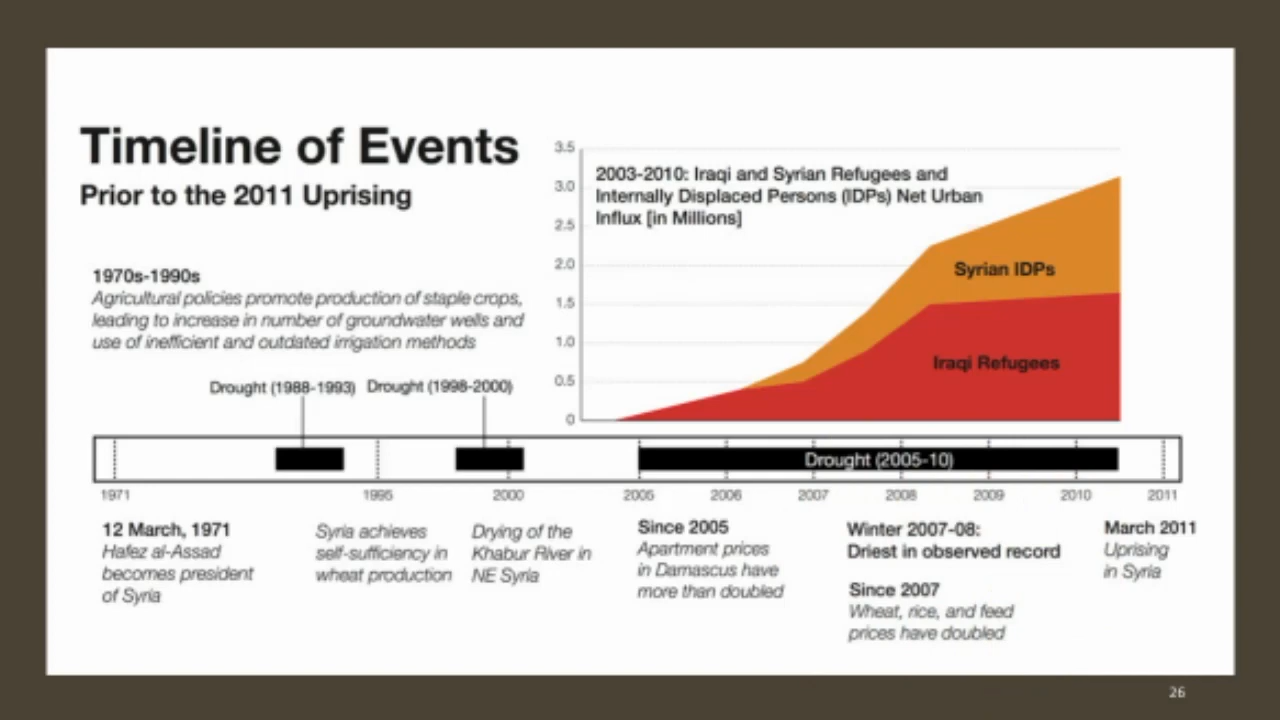 Timeline of Events
Prior to the 2011 Uprising
1970s-1990s
Agricultural policies promote production of staple crops,
leading to increase in number of groundwater wells and
use of inefficient and outdated irrigation methods
3.5
3.0
2.5
2.0
1.5
1.0
0.5
0
2003-2010: Iraqi and Syrian Refugees and
Internally Displaced Persons (IDPs) Net Urban
Influx [in Millions]
Syrian IDPs
Iraqi Refugees
Drought (1988-1993) Drought (1998-2000)
Drought (2005-10)
1971 1995 2000 2005 2006 2007 2008 2009 2010 2011
12 March, 1971
Hafez al-Assad
becomes president
of Syria
Syria achieves
self-sufficiency in
wheat production
Drying of the
Khabur River in
NE Syria
Since 2005
Apartment prices
in Damascus have
more than doubled
Winter 2007-08:
Driest in observed record
Since 2007
Wheat, rice, and feed
prices have doubled
March 2011
Uprising
in Syria
26